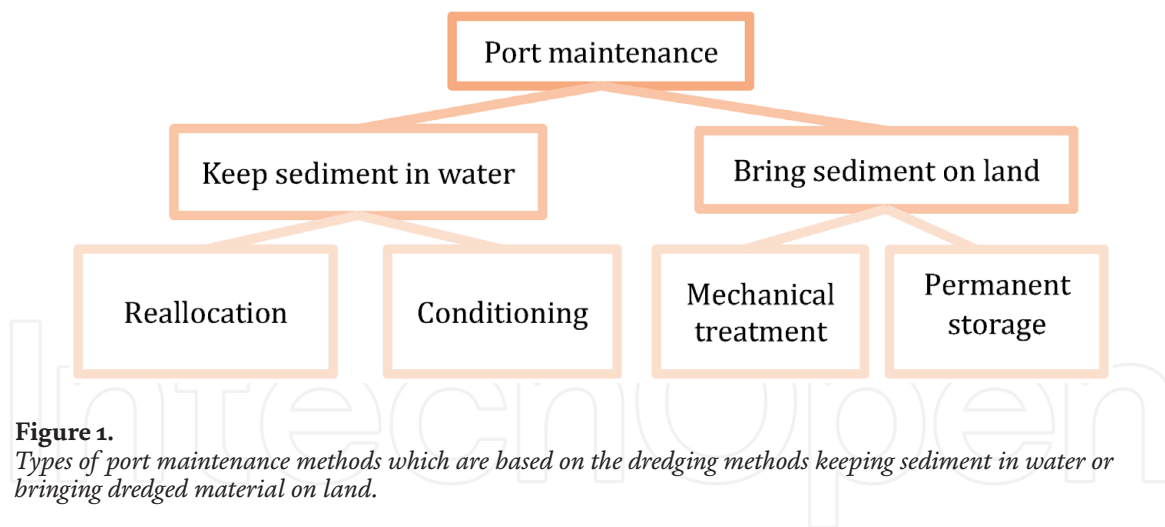 Port maintenance
Keep sediment in water
Bring sediment on land
Reallocation
Conditioning
Mechanical
treatment
Permanent
storage
IntechOpen
Figure 1.
Types of port maintenance methods which are based on the dredging methods keeping sediment in water or
bringing dredged material on land.